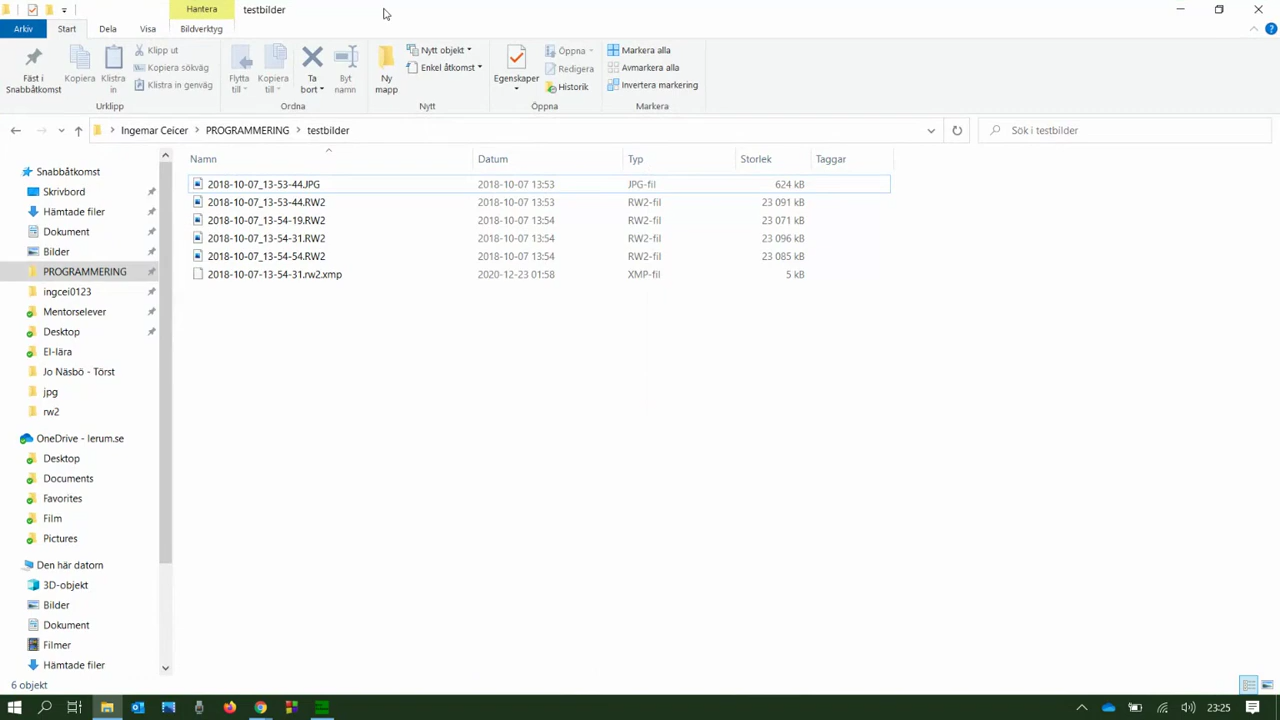 Hantera
testbilder
Arkiv
Start
Dela
Visa
Bildverktyg
Fäst i Snabbåtkomst
Kopiera
Klistra in
Klipp ut
Kopiera sökväg
Klistra in genväg
Urklipp
Flytta till
Kopiera till
Ta bort
Byt namn
Ordna
Ny mapp
Nytt objekt
Enkel åtkomst
Nytt
Egenskaper
Öppna
Redigera
Historik
Öppna
Markera alla
Avmarkera alla
Invertera markering
Markera
Ingemar Ceicer > PROGRAMMERING > testbilder
Sök i testbilder
Namn Datum Typ Storlek Taggar
2018-10-07_13-53-44.JPG 2018-10-07 13:53 JPG-fil 624 kB
2018-10-07_13-53-44.RW2 2018-10-07 13:53 RW2-fil 23 091 kB
2018-10-07_13-54-19.RW2 2018-10-07 13:54 RW2-fil 23 071 kB
2018-10-07_13-54-31.RW2 2018-10-07 13:54 RW2-fil 23 096 kB
2018-10-07_13-54-54.RW2 2018-10-07 13:54 RW2-fil 23 085 kB
2018-10-07-13-54-31.rw2.xmp 2020-12-23 01:58 XMP-fil 5 kB
Snabbåtkomst
Skrivbord
Hämtade filer
Dokument
Bilder
PROGRAMMERING
ingcei0123
Mentorselever
Desktop
El-lära
Jo Näsbö - Törst
jpg
rw2
OneDrive - lerum.se
Desktop
Documents
Favorites
Film
Pictures
Den här datorn
3D-objekt
Bilder
Dokument
Filmer
Hämtade filer
6 objekt
23:25